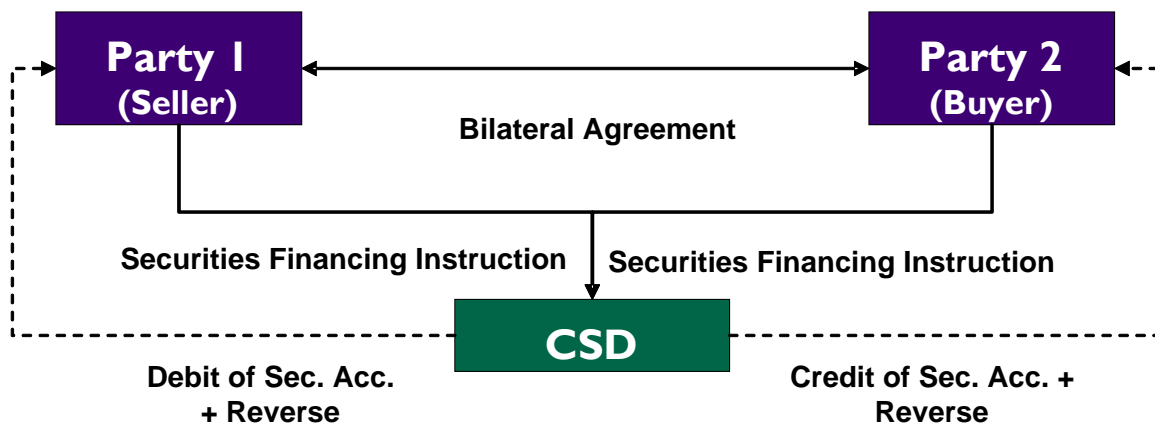 Party 1
(Seller)
Party 2
(Buyer)
Bilateral Agreement
Securities Financing Instruction
Securities Financing Instruction
CSD
Debit of Sec. Acc.
+ Reverse
Credit of Sec. Acc. +
Reverse